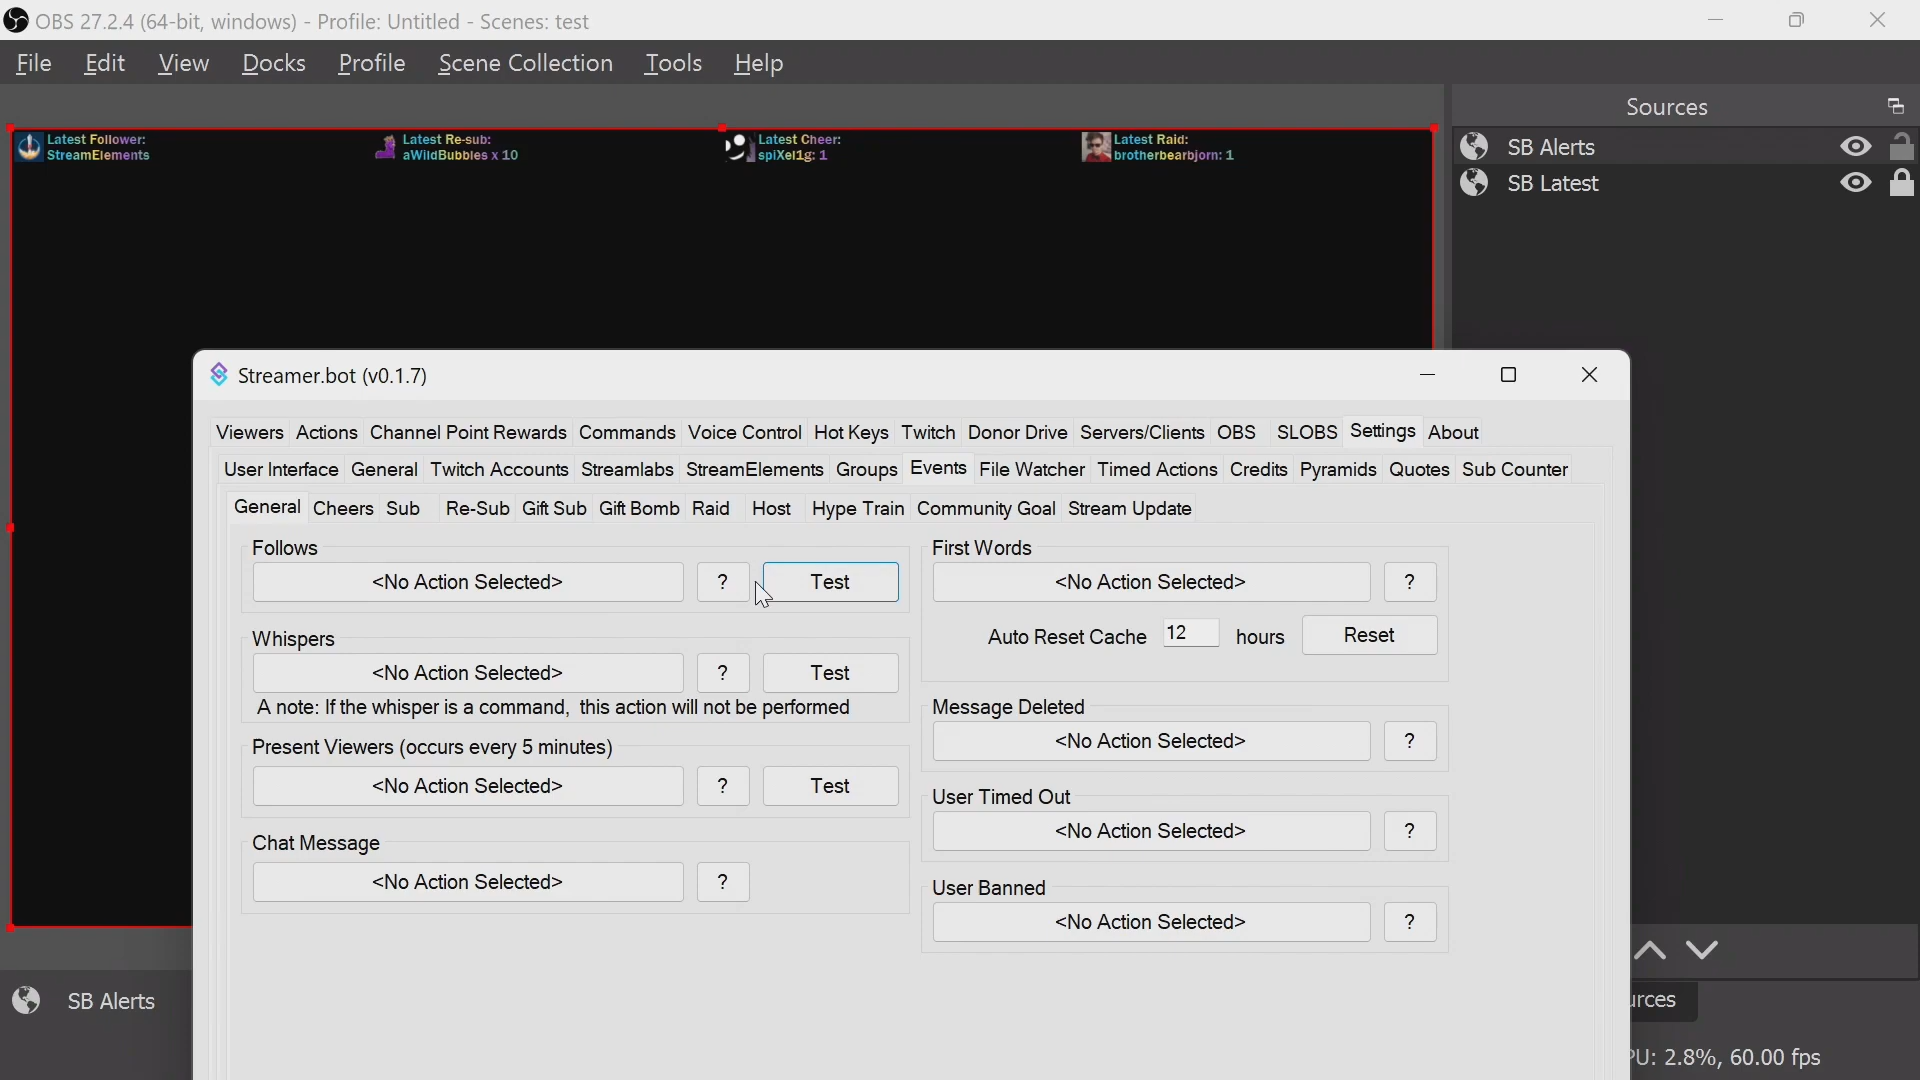 OBS 27.2.4 (64-bit, windows) - Profile: Untitled - Scenes: test
File Edit View Docks Profile Scene Collection Tools Help
Sources
Latest Follower:
StreamElements
Latest Re-sub:
aWildBubbles x 10
Latest Cheer:
spiXel1g: 1
Latest Raid:
brotherbearbjorn: 1
SB Alerts
SB Latest
Streamer.bot (v0.1.7)
Viewers Actions Channel Point Rewards Commands Voice Control Hot Keys Twitch Donor Drive Servers/Clients OBS SLOBS Settings About
User Interface General Twitch Accounts Streamlabs StreamElements Groups Events File Watcher Timed Actions Credits Pyramids Quotes Sub Counter
General Cheers Sub Re-Sub Gift Sub Gift Bomb Raid Host Hype Train Community Goal Stream Update
Follows
<No Action Selected> ? Test
Whispers
<No Action Selected> ? Test
A note: If the whisper is a command, this action will not be performed
Present Viewers (occurs every 5 minutes)
<No Action Selected> ? Test
Chat Message
<No Action Selected> ?
First Words
<No Action Selected> ?
Auto Reset Cache 12 hours Reset
Message Deleted
<No Action Selected> ?
User Timed Out
<No Action Selected> ?
User Banned
<No Action Selected> ?
SB Alerts
urces
PU: 2.8%, 60.00 fps